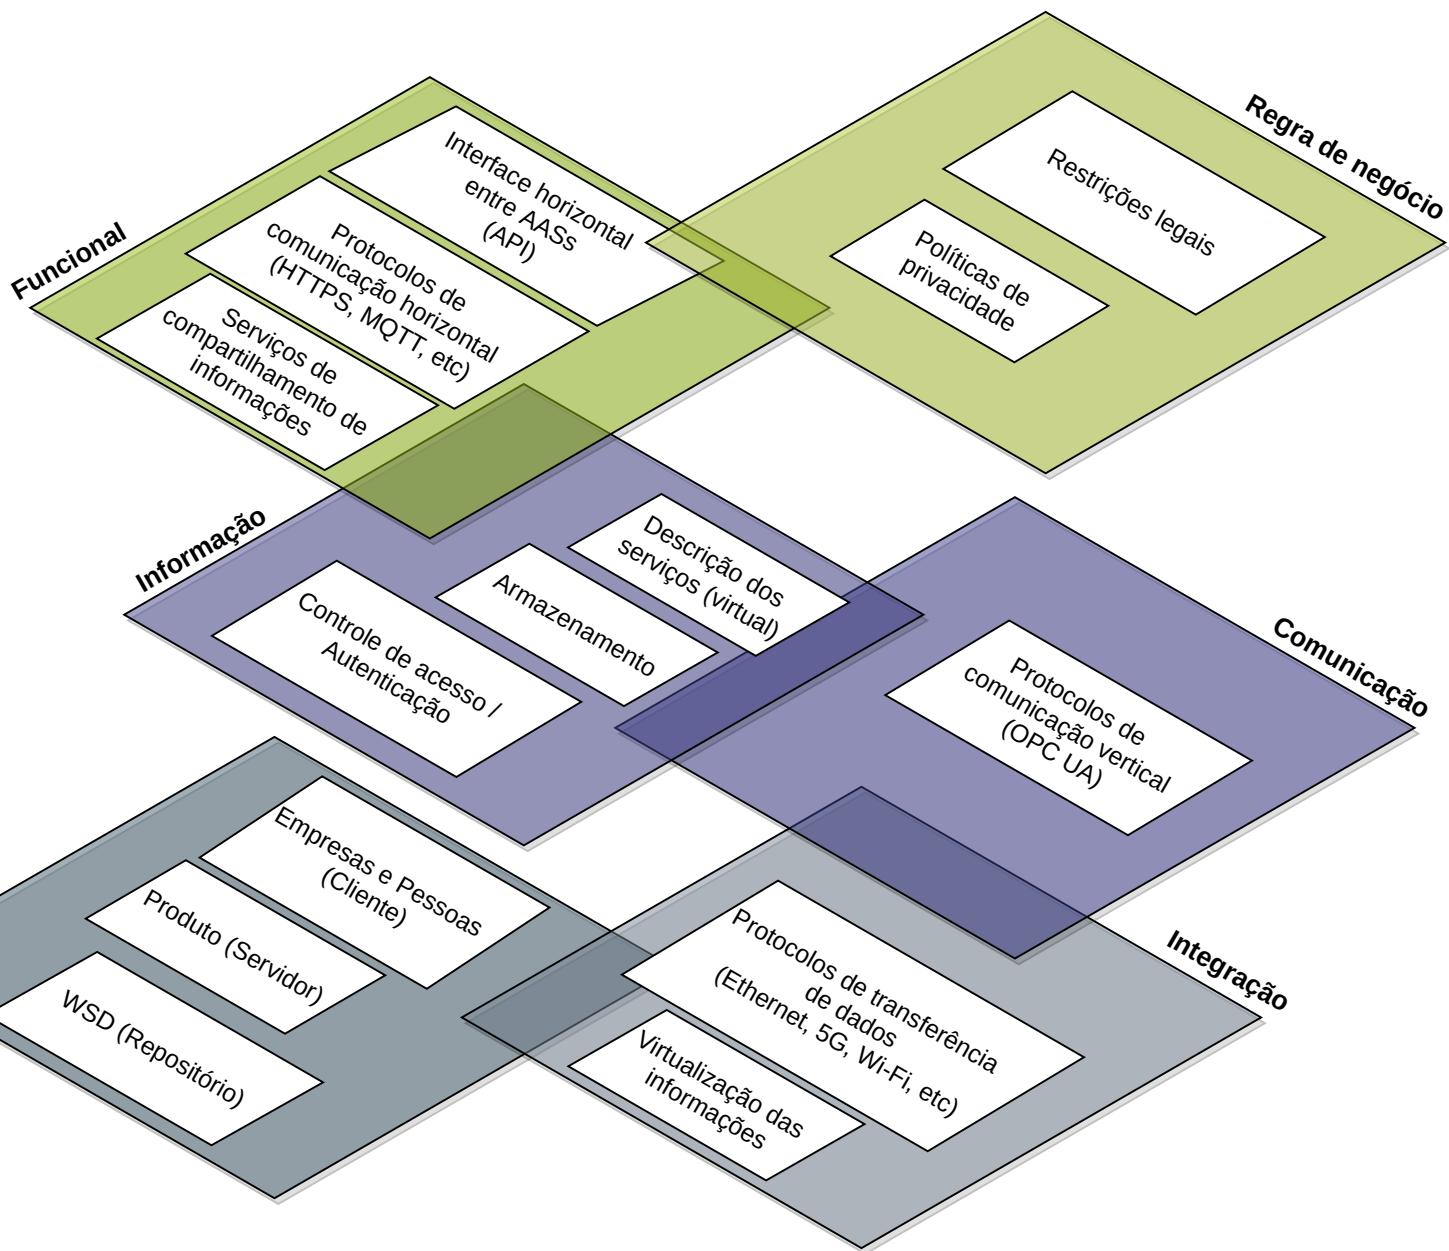 Regra de negócio
Restrições legais
Políticas de
privacidade
Funcional
Interface horizontal
entre AASs
(API)
Protocolos de
comunicação horizontal
(HTTPS, MQTT, etc)
Serviços de
compartilhamento de
informações
Informação
Descrição dos
serviços (virtual)
Armazenamento
Controle de acesso /
Autenticação
Comunicação
Protocolos de
comunicação vertical
(OPC UA)
Empresas e Pessoas
(Cliente)
Produto (Servidor)
WSD (Repositório)
Integração
Protocolos de transferência
de dados
(Ethernet, 5G, Wi-Fi, etc)
Virtualização das
informações